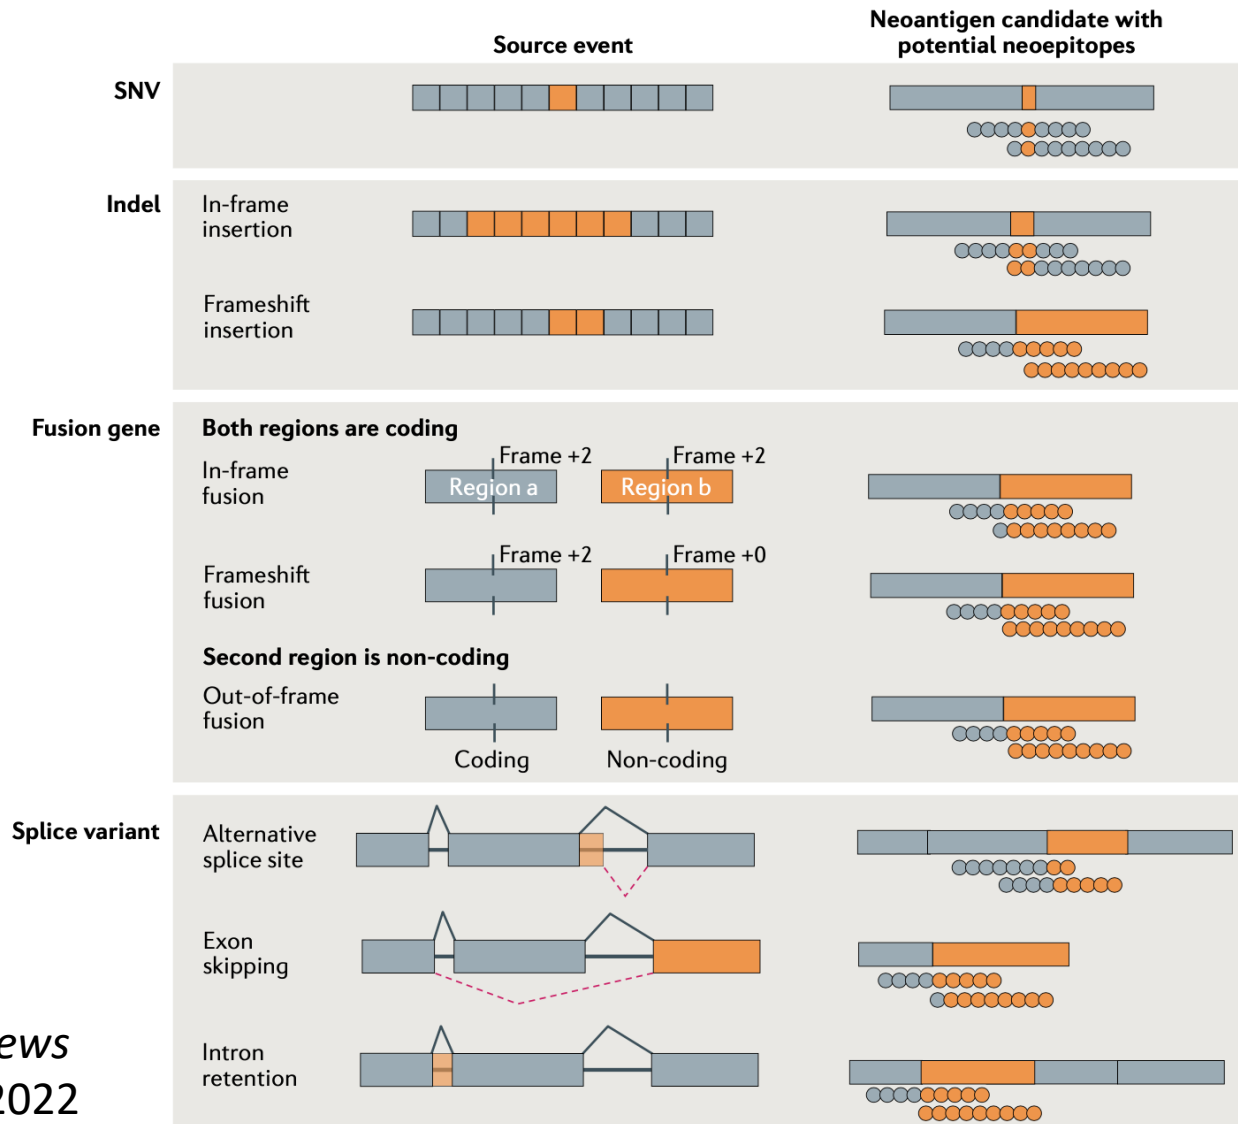 Source event
Neoantigen candidate with
potential neoepitopes
SNV
Indel
In-frame
insertion
Frameshift
insertion
Fusion gene
Both regions are coding
In-frame
fusion
Frame +2
Frame +2
Region a
Region b
Frameshift
fusion
Frame +2
Frame +0
Second region is non-coding
Out-of-frame
fusion
Coding
Non-coding
Splice variant
Alternative
splice site
Exon
skipping
Intron
retention
ews
2022